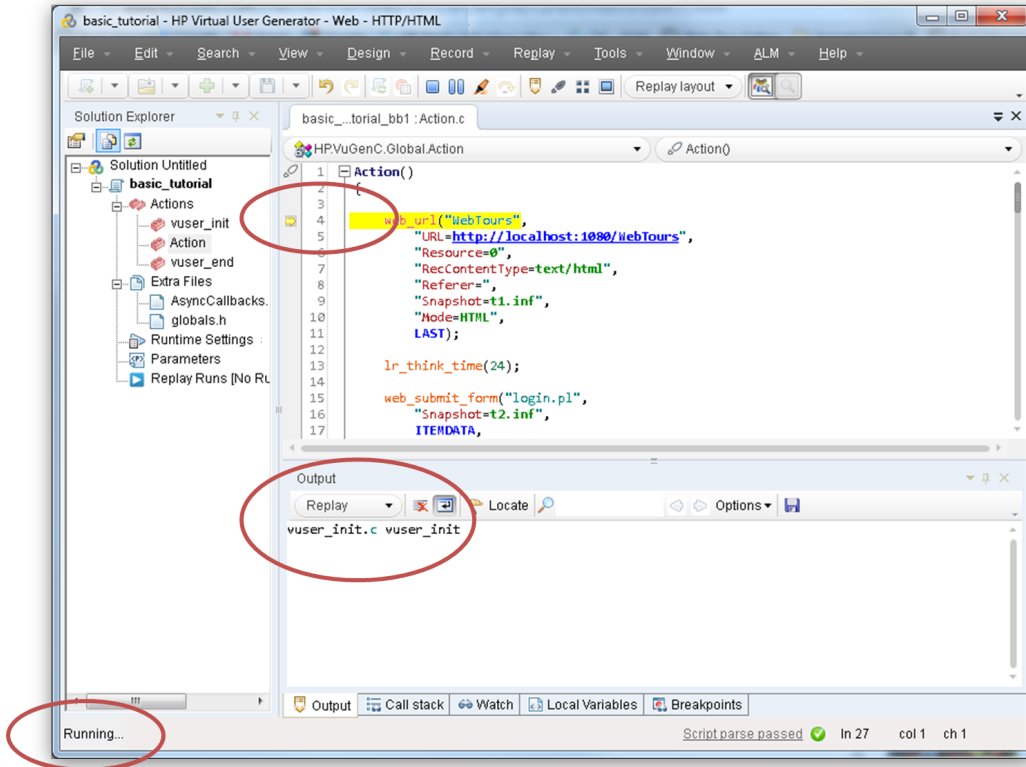 basic_tutorial - HP Virtual User Generator - Web - HTTP/HTML
File Edit Search View Design Record Replay Tools Window ALM Help
Replay layout
Solution Explorer
basic_...torial_bb1 : Action.c
HP.VuGenC.Global.Action Action()
Solution Untitled
basic_tutorial
Actions
vuser_init
Action
vuser_end
Extra Files
AsyncCallbacks.
globals.h
Runtime Settings
Parameters
Replay Runs [No Ru
1 Action()
2 {
3
4 web_url("WebTours",
5 "URL=http://localhost:1080/WebTours",
6 "Resource=0",
7 "RecContentType=text/html",
8 "Referer=",
9 "Snapshot=t1.inf",
10 "Mode=HTML",
11 LAST);
12
13 lr_think_time(24);
14
15 web_submit_form("login.pl",
16 "Snapshot=t2.inf",
17 ITEMDATA,
Output
Replay Locate Options
vuser_init.c vuser_init
Output Call stack Watch Local Variables Breakpoints
Running... Script parse passed ln 27 col 1 ch 1